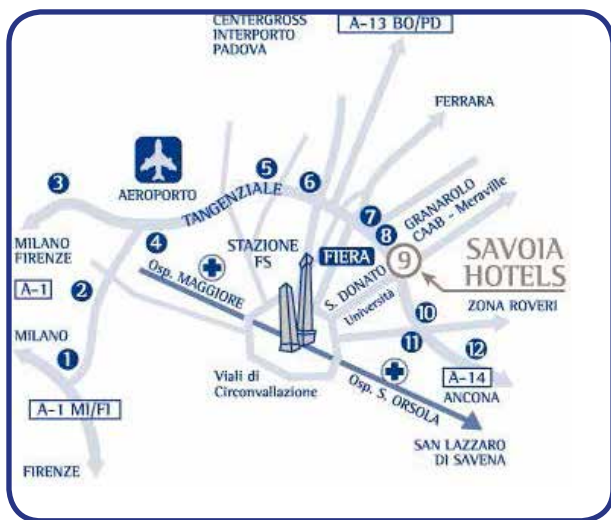 CENTERGROSS
INTERPORTO
PADOVA
A-13 BO/PD
FERRARA
AEROPORTO
3
5
6
TANGENZIALE
7
8
GRANAROLO
CAAB - Meraville
4
STAZIONE
FS
FIERA
9
SAVOIA
HOTELS
MILANO
FIRENZE
A-1
2
Osp. MAGGIORE
S. DONATO
Università
10
ZONA ROVERI
MILANO
1
11
12
A-14
ANCONA
Viali di
Circonvallazione
Osp. S. ORSOLA
A-1 MI/FI
FIRENZE
SAN LAZZARO
DI SAVENA